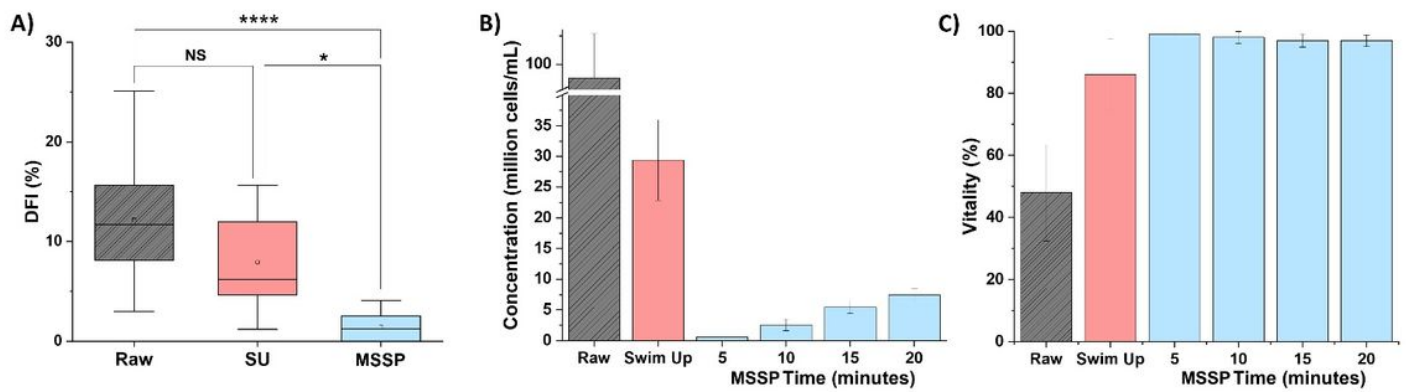 A)
****
NS
*
30
20
10
0
DFI (%)
Raw SU MSSP
B)
Concentration (million cells/mL)
100
35
30
25
20
15
10
5
0
Raw Swim Up 5 10 15 20
MSSP Time (minutes)
C)
Vitality (%)
100
80
60
40
20
0
Raw Swim Up 5 10 15 20
MSSP Time (minutes)